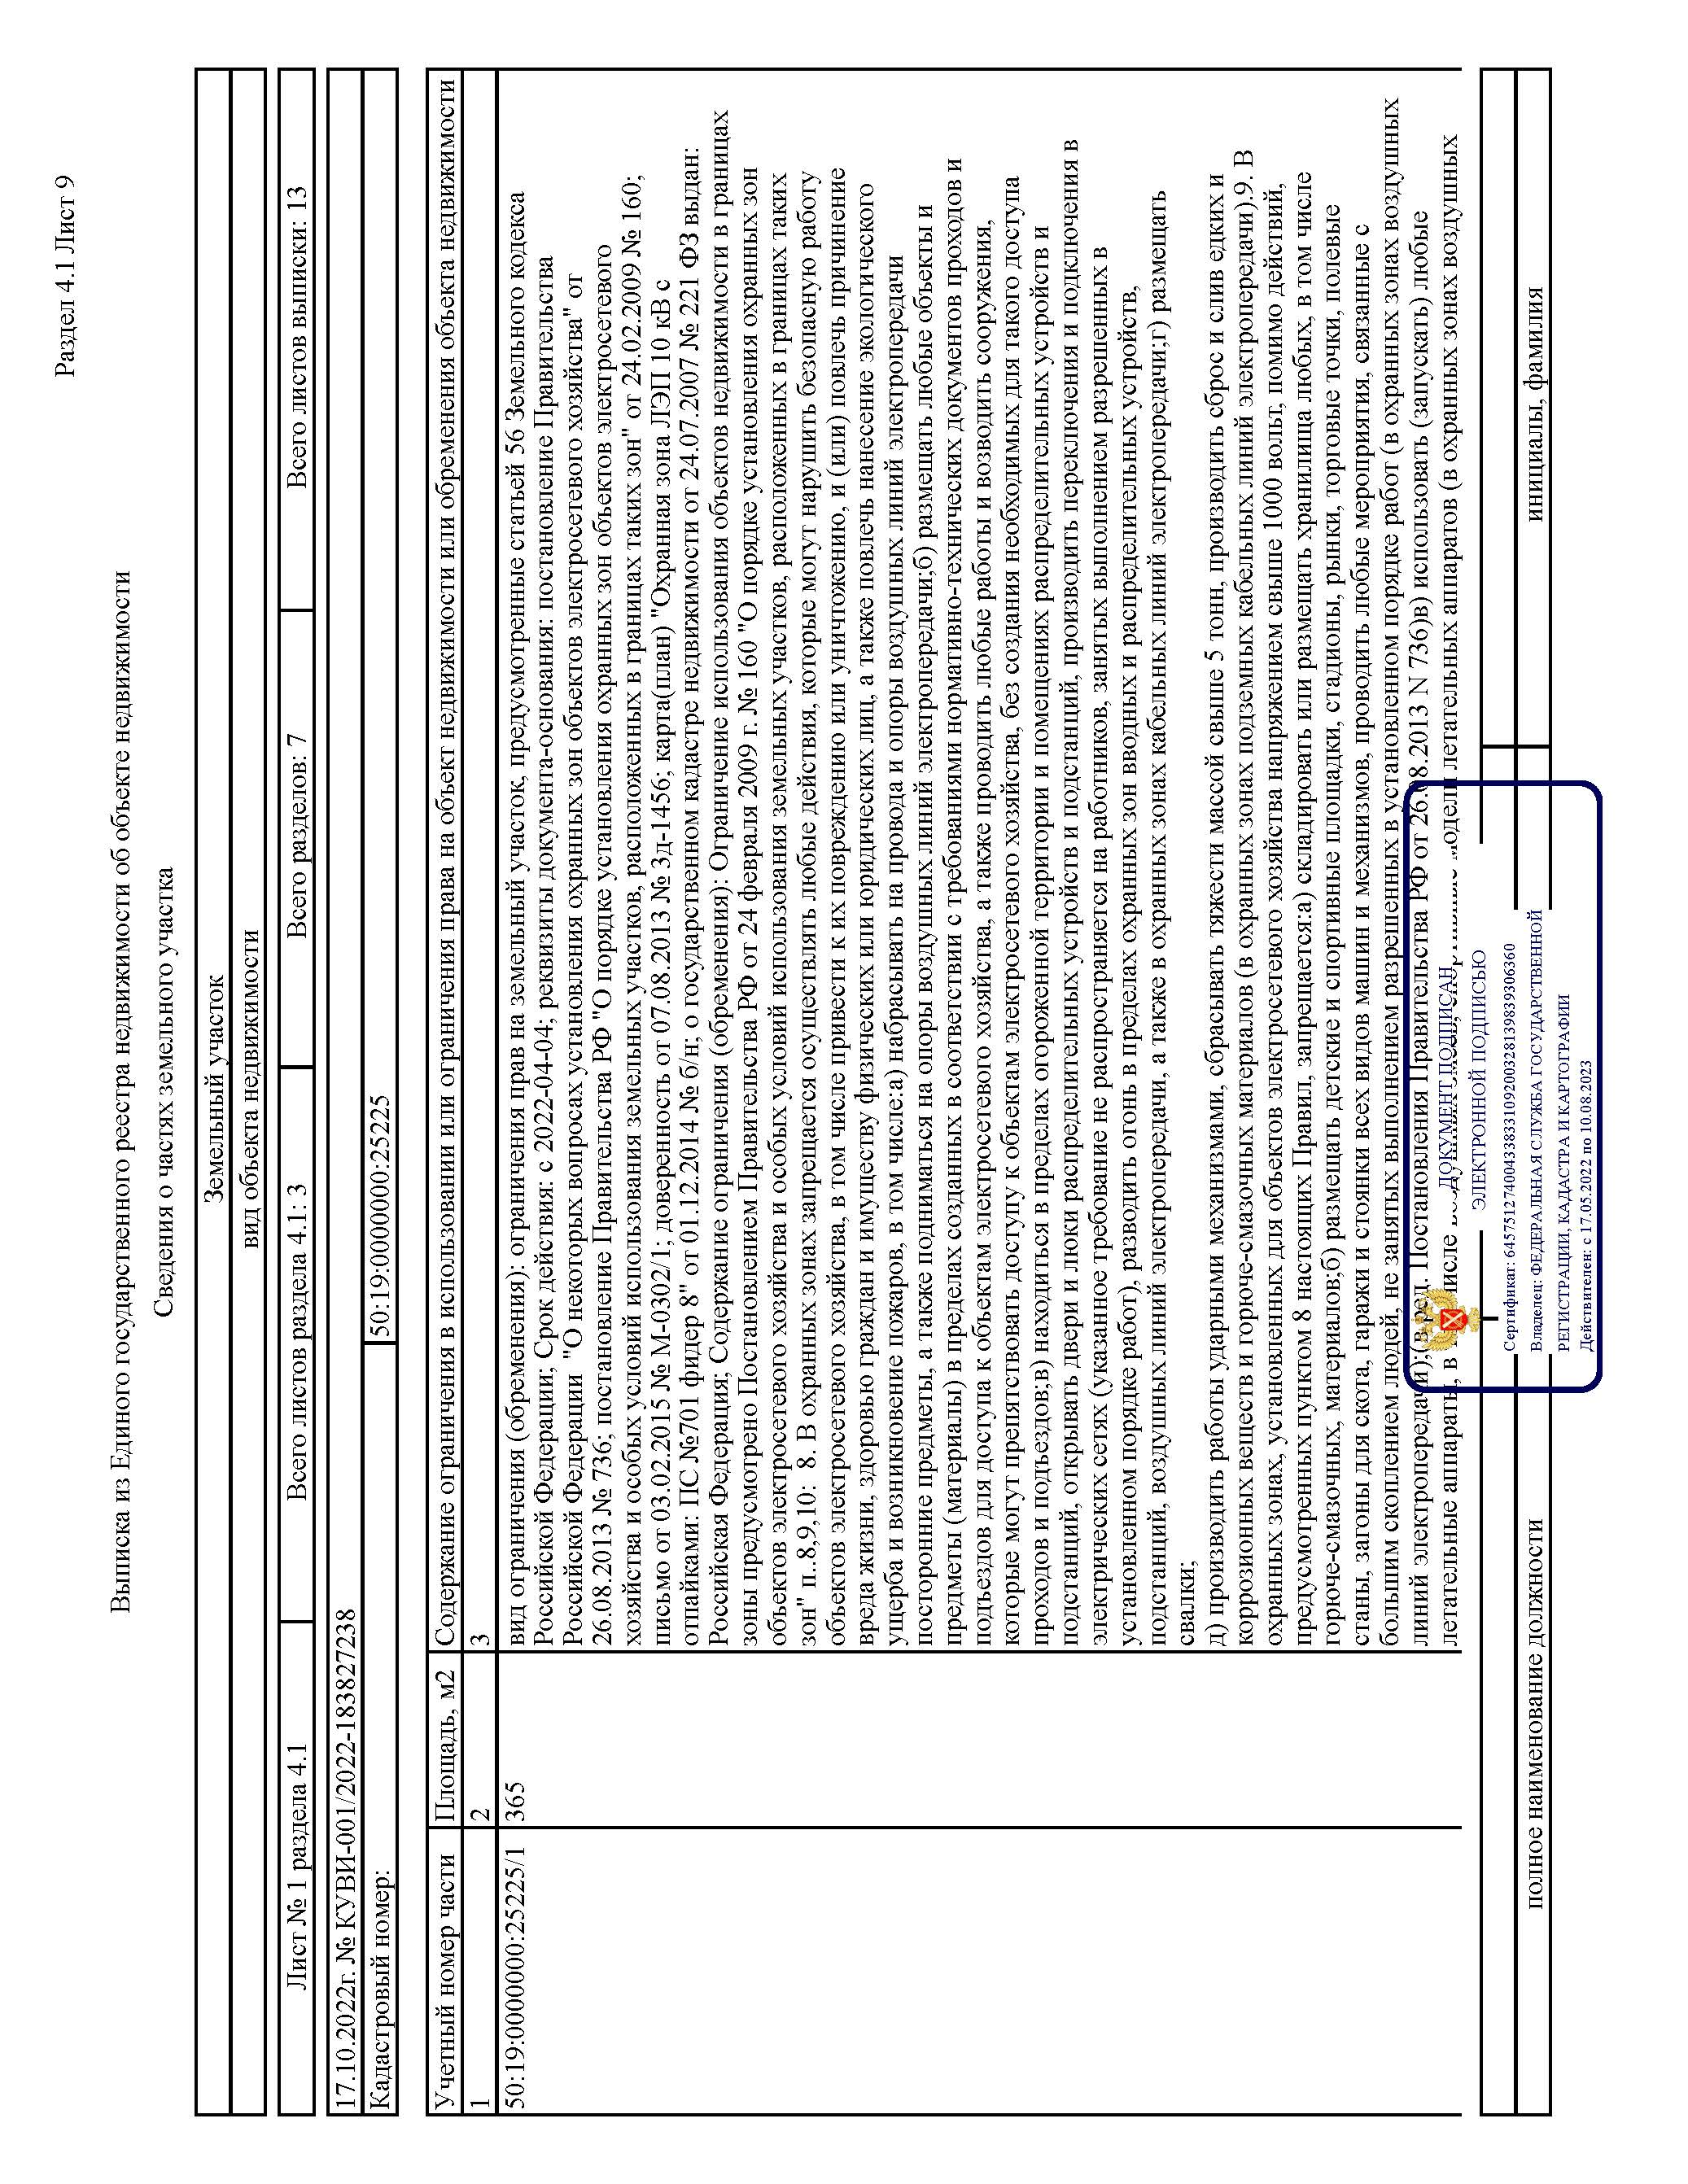 Раздел 4.1 Лист 9
Выписка из Единого государственного реестра недвижимости об объекте недвижимости
Сведения о частях земельного участка
Земельный участок
вид объекта недвижимости
Лист № 1 раздела 4.1 Всего листов раздела 4.1: 3 Всего разделов: 7 Всего листов выписки: 13
17.10.2022г. № КУВИ-001/2022-183827238
Кадастровый номер: 50:19:0000000:25225
Учетный номер части Площадь, м2 Содержание ограничения в использовании или ограничения права на объект недвижимости или обременения объекта недвижимости
1 2 3
50:19:0000000:25225/1 365 вид ограничения (обременения): ограничения прав на земельный участок, предусмотренные статьей 56 Земельного кодекса
Российской Федерации; Срок действия: с 2022-04-04; реквизиты документа-основания: постановление Правительства
Российской Федерации "О некоторых вопросах установления охранных зон объектов электросетевого хозяйства" от
26.08.2013 № 736; постановление Правительства РФ "О порядке установления охранных зон объектов электросетевого
хозяйства и особых условий использования земельных участков, расположенных в границах таких зон" от 24.02.2009 № 160;
письмо от 03.02.2015 № М-0302/1; доверенность от 07.08.2013 № 3д-1456; карта(план) "Охранная зона ЛЭП 10 кВ с
отпайками: ПС №701 фидер 8" от 01.12.2014 № б/н; о государственном кадастре недвижимости от 24.07.2007 № 221 ФЗ выдан:
Российская Федерация; Содержание ограничения (обременения): Ограничение использования объектов недвижимости в границах
зоны предусмотрено Постановлением Правительства РФ от 24 февраля 2009 г. № 160 "О порядке установления охранных зон
объектов электросетевого хозяйства и особых условий использования земельных участков, расположенных в границах таких
зон" п..8,9,10: 8. В охранных зонах запрещается осуществлять любые действия, которые могут нарушить безопасную работу
объектов электросетевого хозяйства, в том числе привести к их повреждению или уничтожению, и (или) повлечь причинение
вреда жизни, здоровью граждан и имуществу физических или юридических лиц, а также повлечь нанесение экологического
ущерба и возникновение пожаров, в том числе:а) набрасывать на провода и опоры воздушных линий электропередачи
посторонние предметы, а также подниматься на опоры воздушных линий электропередачи;б) размещать любые объекты и
предметы (материалы) в пределах созданных в соответствии с требованиями нормативно-технических документов проходов и
подъездов для доступа к объектам электросетевого хозяйства, а также проводить любые работы и возводить сооружения,
которые могут препятствовать доступу к объектам электросетевого хозяйства, без создания необходимых для такого доступа
проходов и подъездов;в) находиться в пределах огороженной территории и помещениях распределительных устройств и
подстанций, открывать двери и люки распределительных устройств и подстанций, производить переключения и подключения в
электрических сетях (указанное требование не распространяется на работников, занятых выполнением разрешенных в
установленном порядке работ), разводить огонь в пределах охранных зон вводных и распределительных устройств,
подстанций, воздушных линий электропередачи, а также в охранных зонах кабельных линий электропередачи;г) размещать
свалки;
д) производить работы ударными механизмами, сбрасывать тяжести массой свыше 5 тонн, производить сброс и слив едких и
коррозионных веществ и горюче-смазочных материалов (в охранных зонах подземных кабельных линий электропередачи).9. В
охранных зонах, установленных для объектов электросетевого хозяйства напряжением свыше 1000 вольт, помимо действий,
предусмотренных пунктом 8 настоящих Правил, запрещается:а) складировать или размещать хранилища любых, в том числе
горюче-смазочных, материалов;б) размещать детские и спортивные площадки, стадионы, рынки, торговые точки, полевые
станы, загоны для скота, гаражи и стоянки всех видов машин и механизмов, проводить любые мероприятия, связанные с
большим скоплением людей, не занятых выполнением разрешенных в установленном порядке работ (в охранных зонах воздушных
линий электропередачи);(в ред. Постановления Правительства РФ от 26.08.2013 N 736)в) использовать (запускать) любые
летательные аппараты, в числе модели летательных аппаратов (в охранных зонах воздушных
ДОКУМЕНТ ПОДПИСАН
ЭЛЕКТРОННОЙ ПОДПИСЬЮ
Сертификат: 645751274004338331109200328139839306360
Владелец: ФЕДЕРАЛЬНАЯ СЛУЖБА ГОСУДАРСТВЕННОЙ
РЕГИСТРАЦИИ, КАДАСТРА И КАРТОГРАФИИ
Действителен: с 17.05.2022 по 10.08.2023
полное наименование должности инициалы, фамилия